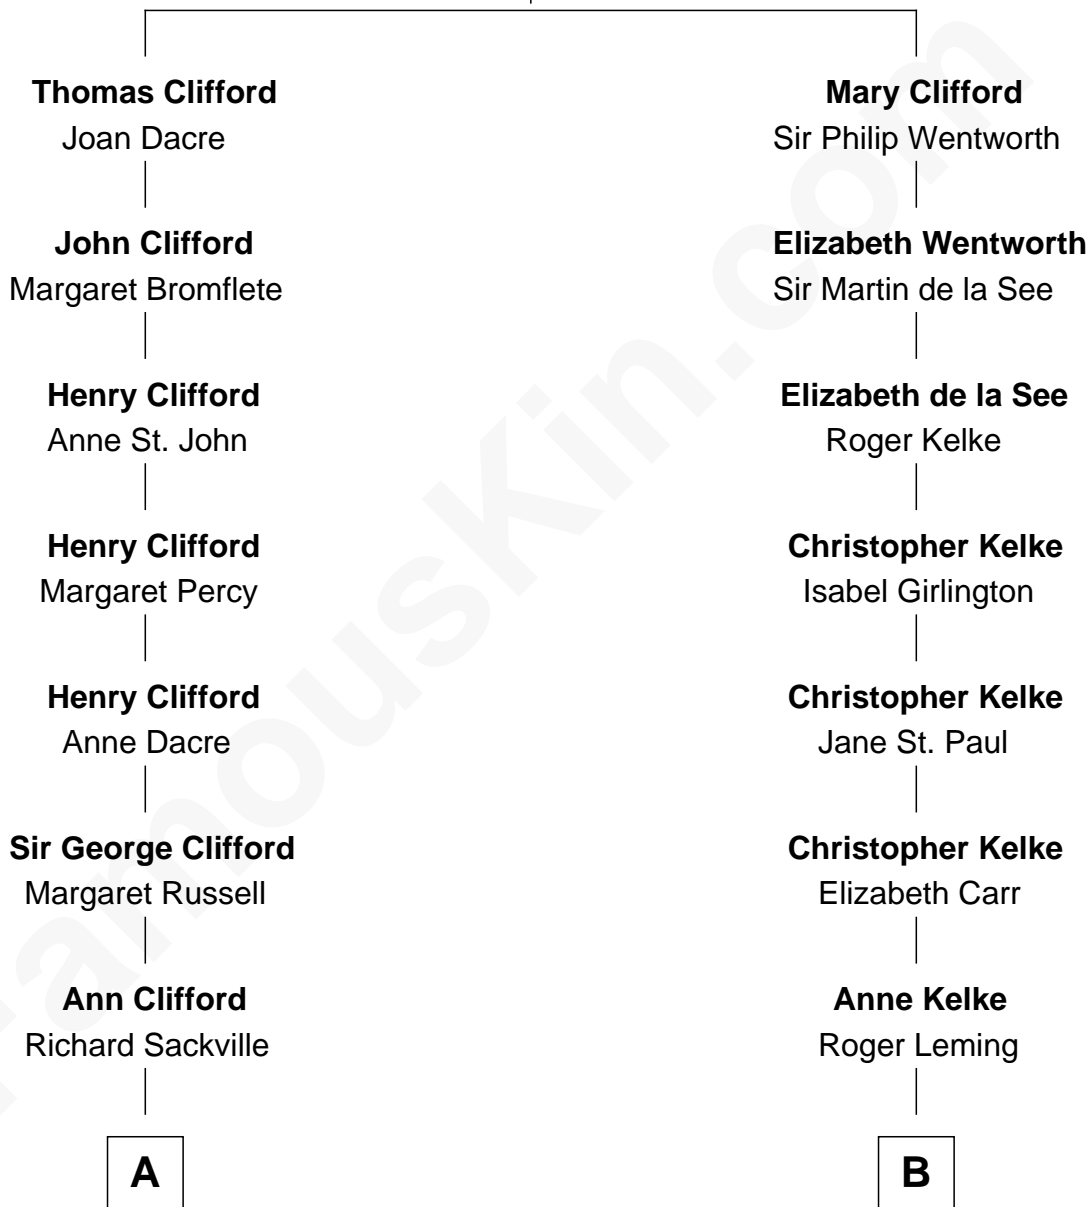 Thomas Clifford
Joan Dacre
John Clifford
Margaret Bromflete
Henry Clifford
Anne St. John
Henry Clifford
Margaret Percy
Henry Clifford
Anne Dacre
Sir George Clifford
Margaret Russell
Ann Clifford
Richard Sackville
A
Mary Clifford
Sir Philip Wentworth
Elizabeth Wentworth
Sir Martin de la See
Elizabeth de la See
Roger Kelke
Christopher Kelke
Isabel Girlington
Christopher Kelke
Jane St. Paul
Christopher Kelke
Elizabeth Carr
Anne Kelke
Roger Leming
B
FamousKin.com